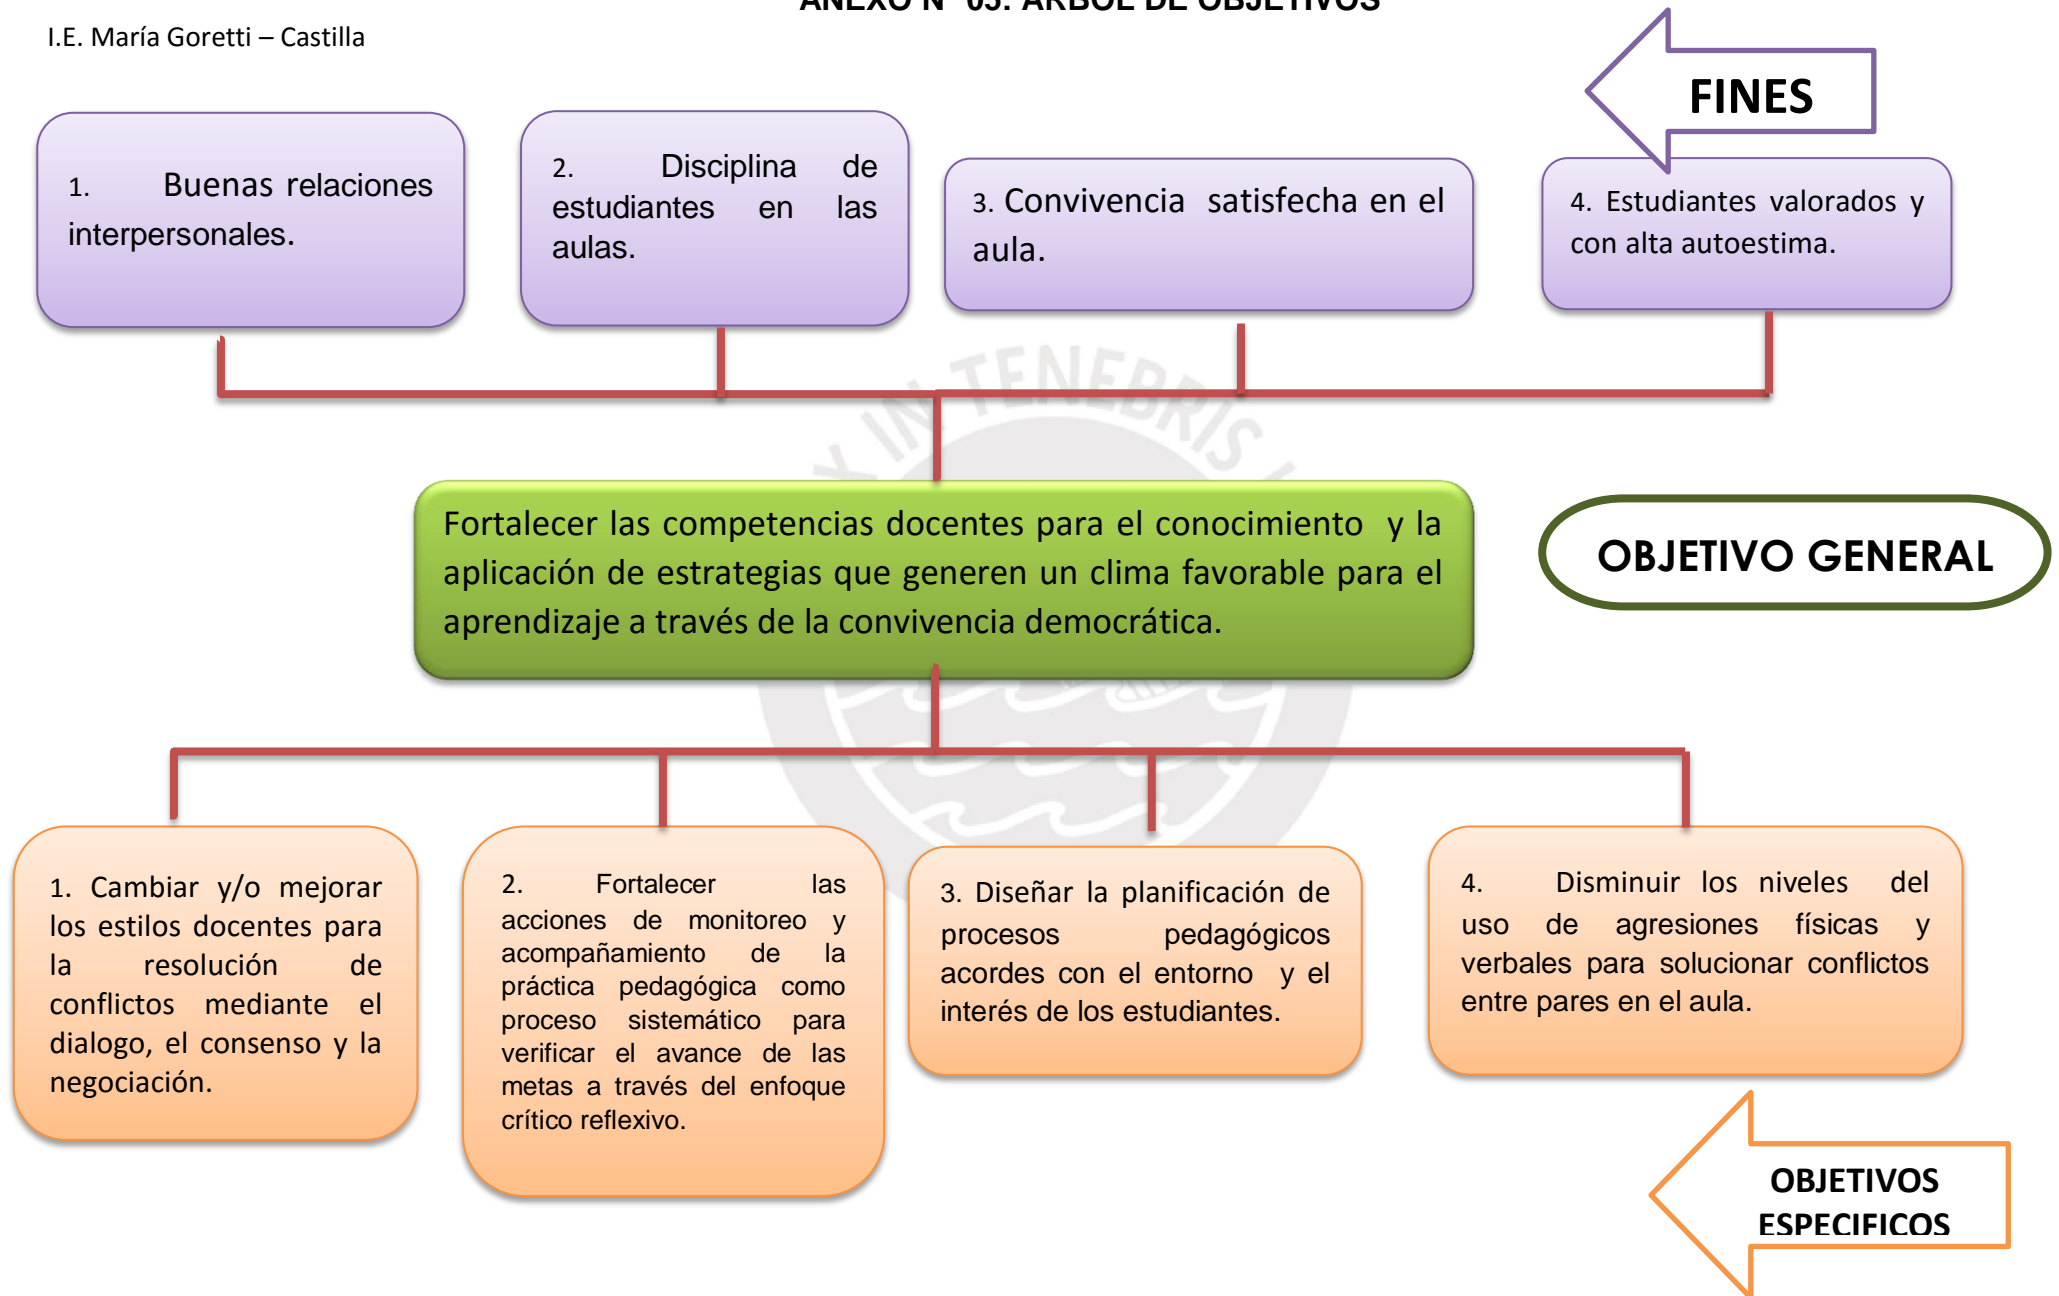 ANEXO N° 03: ÁRBOL DE OBJETIVOS
I.E. María Goretti – Castilla
FINES
1. Buenas relaciones
interpersonales.
2. Disciplina de
estudiantes en las
aulas.
3. Convivencia satisfecha en el
aula.
4. Estudiantes valorados y
con alta autoestima.
IN TENEBRIS
Fortalecer las competencias docentes para el conocimiento y la
aplicación de estrategias que generen un clima favorable para el
aprendizaje a través de la convivencia democrática.
OBJETIVO GENERAL
1. Cambiar y/o mejorar
los estilos docentes para
la resolución de
conflictos mediante el
dialogo, el consenso y la
negociación.
2. Fortalecer las
acciones de monitoreo y
acompañamiento de la
práctica pedagógica como
proceso sistemático para
verificar el avance de las
metas a través del enfoque
crítico reflexivo.
3. Diseñar la planificación de
procesos pedagógicos
acordes con el entorno y el
interés de los estudiantes.
4. Disminuir los niveles del
uso de agresiones físicas y
verbales para solucionar conflictos
entre pares en el aula.
OBJETIVOS
ESPECIFICOS